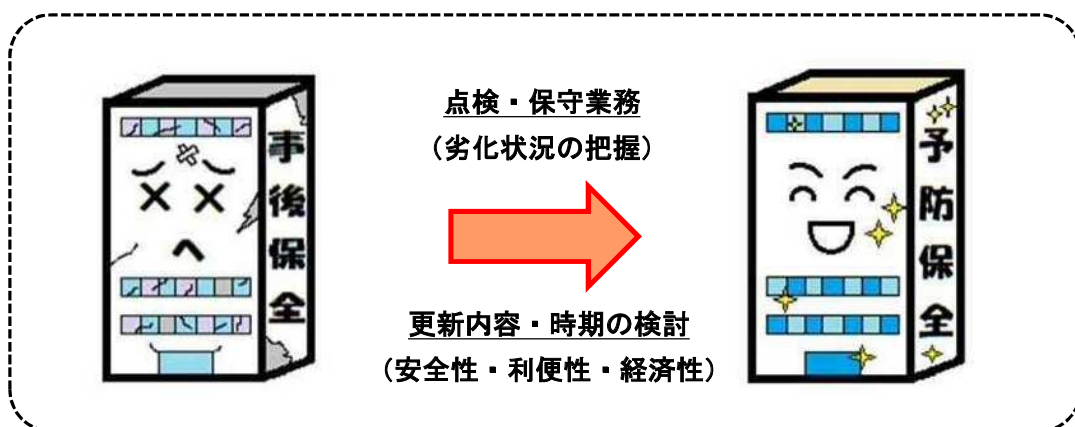 事後保全
点検・保守業務
（劣化状況の把握）
更新内容・時期の検討
（安全性・利便性・経済性）
予防保全